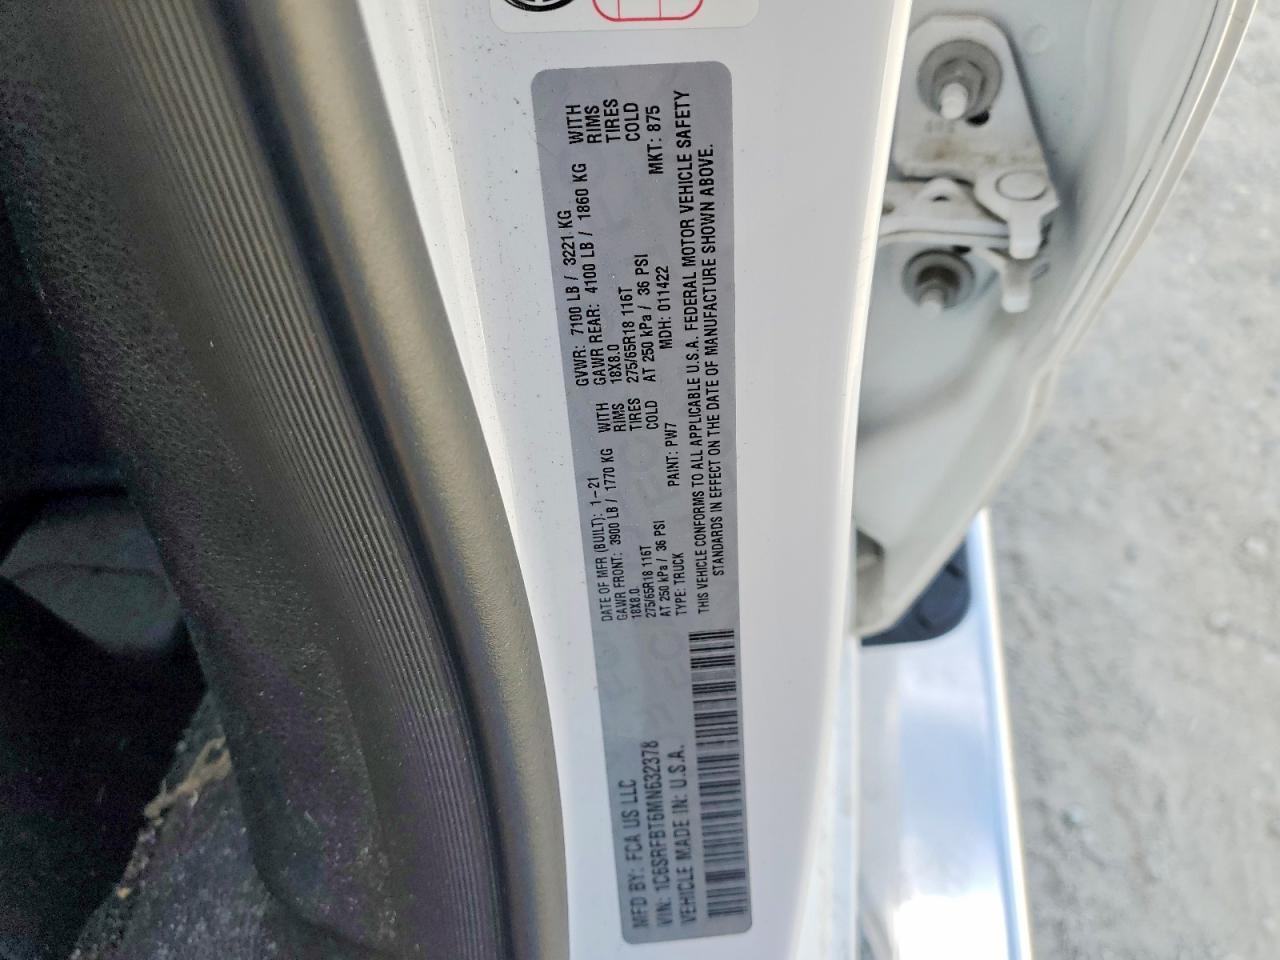 MFD BY: FCA US LLC
VIN: 1C6SRFBT6MN632378
VEHICLE MADE IN: U.S.A.
DATE OF MFR (BUILT): 1-21
GAWR FRONT: 3900 LB / 1770 KG WITH
18X8.0 RIMS
275/65R18 116T TIRES
AT 250 kPa / 36 PSI COLD
TYPE: TRUCK PAINT: PW7
GVWR: 7100 LB / 3221 KG
GAWR REAR: 4100 LB / 1860 KG WITH
18X8.0 RIMS
275/65R18 116T TIRES
AT 250 kPa / 36 PSI COLD
MDH: 011422 MKT: 875
THIS VEHICLE CONFORMS TO ALL APPLICABLE U.S.A. FEDERAL MOTOR VEHICLE SAFETY
STANDARDS IN EFFECT ON THE DATE OF MANUFACTURE SHOWN ABOVE.